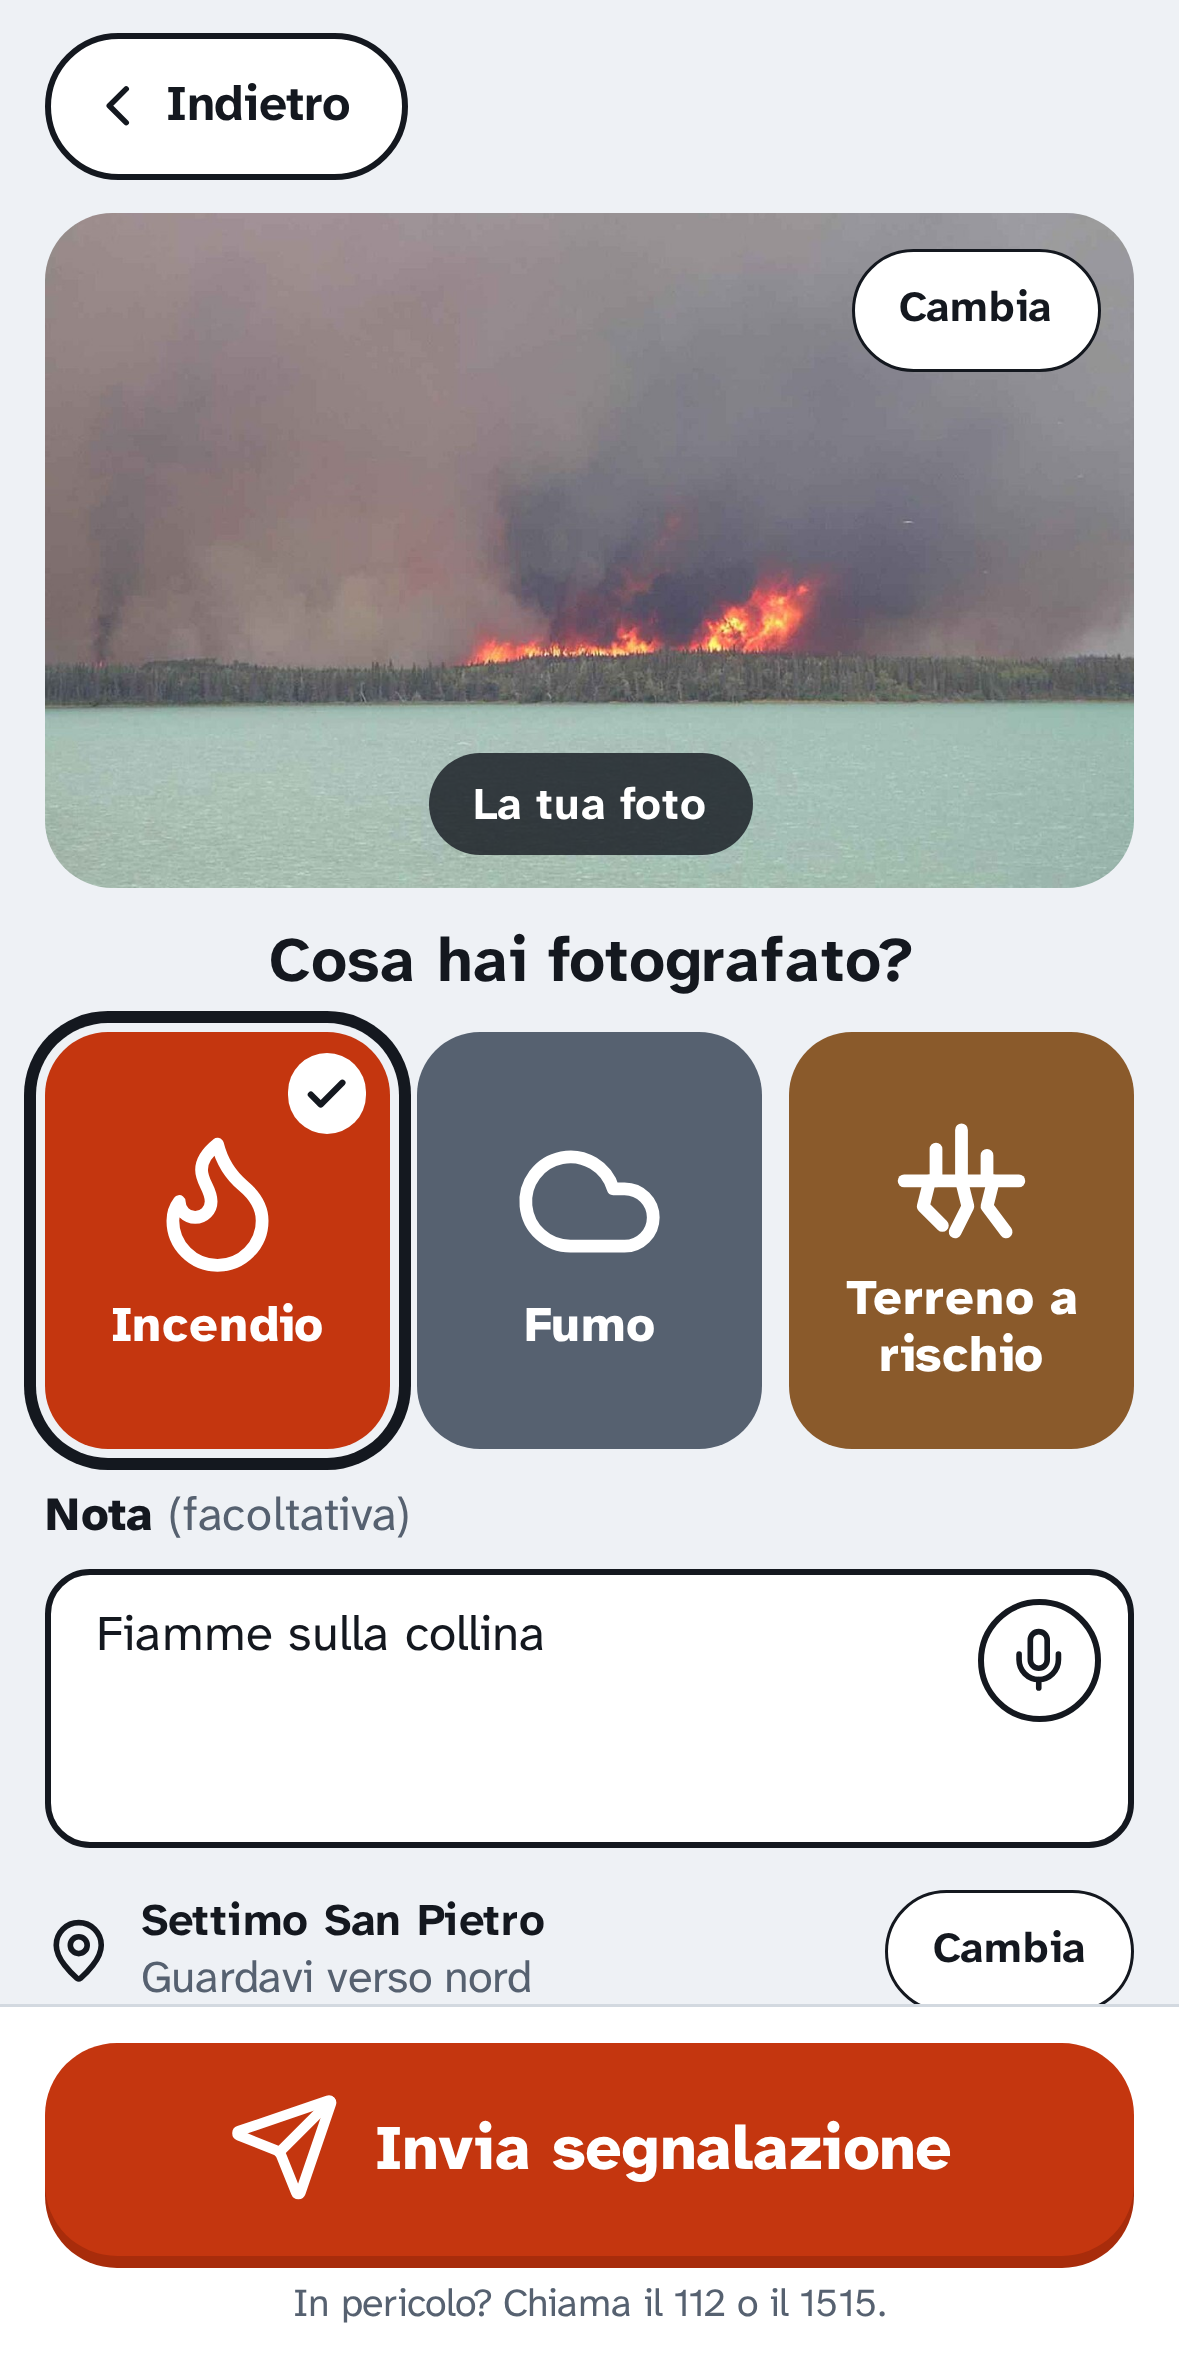 Indietro
Cambia
La tua foto
Cosa hai fotografato?
Incendio
Fumo
Terreno a
rischio
Nota (facoltativa)
Fiamme sulla collina
Settimo San Pietro
Guardavi verso nord
Cambia
Invia segnalazione
In pericolo? Chiama il 112 o il 1515.